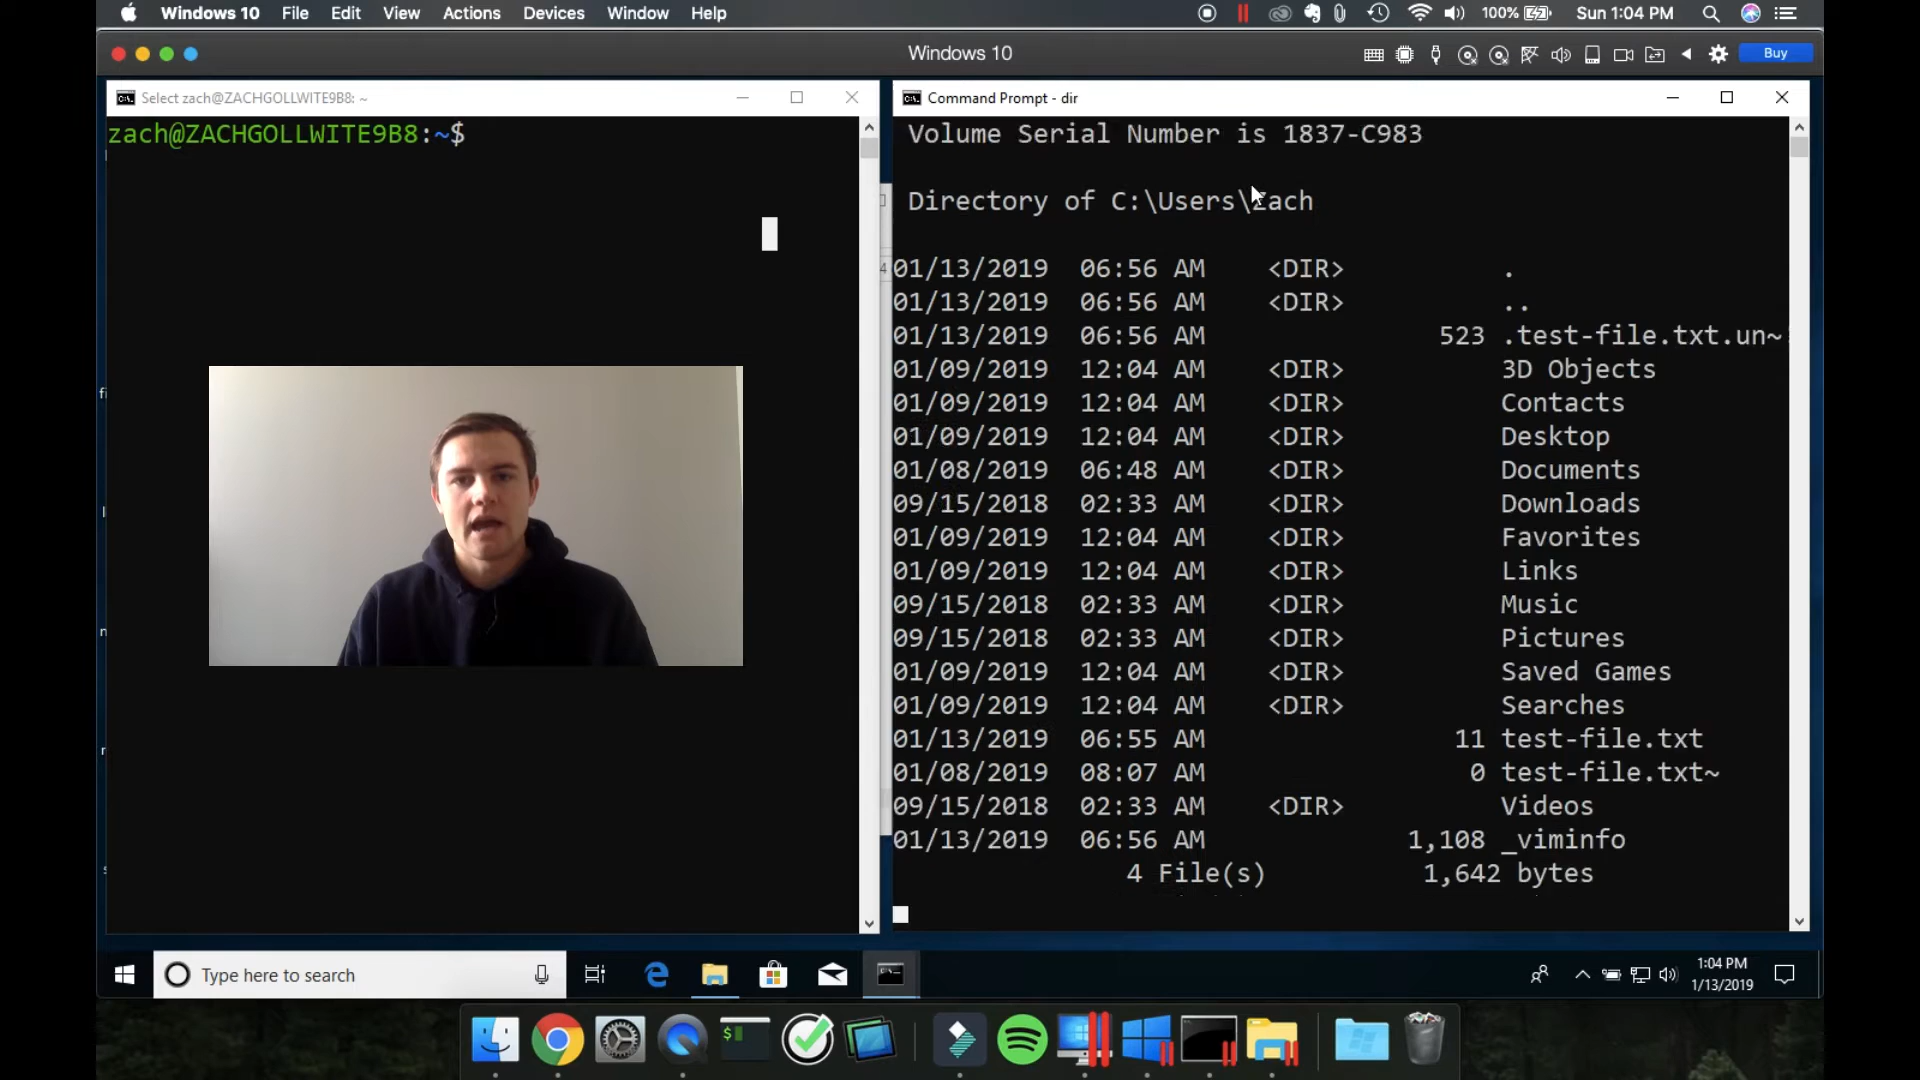 Windows 10 File Edit View Actions Devices Window Help 100% Sun 1:04 PM
Windows 10 Buy
Select zach@ZACHGOLLWITE9B8: ~
zach@ZACHGOLLWITE9B8:~$
Command Prompt - dir
Volume Serial Number is 1837-C983
Directory of C:\Users\Zach
01/13/2019 06:56 AM <DIR> .
01/13/2019 06:56 AM <DIR> ..
01/13/2019 06:56 AM 523 .test-file.txt.un~
01/09/2019 12:04 AM <DIR> 3D Objects
01/09/2019 12:04 AM <DIR> Contacts
01/09/2019 12:04 AM <DIR> Desktop
01/08/2019 06:48 AM <DIR> Documents
09/15/2018 02:33 AM <DIR> Downloads
01/09/2019 12:04 AM <DIR> Favorites
01/09/2019 12:04 AM <DIR> Links
09/15/2018 02:33 AM <DIR> Music
09/15/2018 02:33 AM <DIR> Pictures
01/09/2019 12:04 AM <DIR> Saved Games
01/09/2019 12:04 AM <DIR> Searches
01/13/2019 06:55 AM 11 test-file.txt
01/08/2019 08:07 AM 0 test-file.txt~
09/15/2018 02:33 AM <DIR> Videos
01/13/2019 06:56 AM 1,108 _viminfo
4 File(s) 1,642 bytes
Type here to search
1:04 PM
1/13/2019